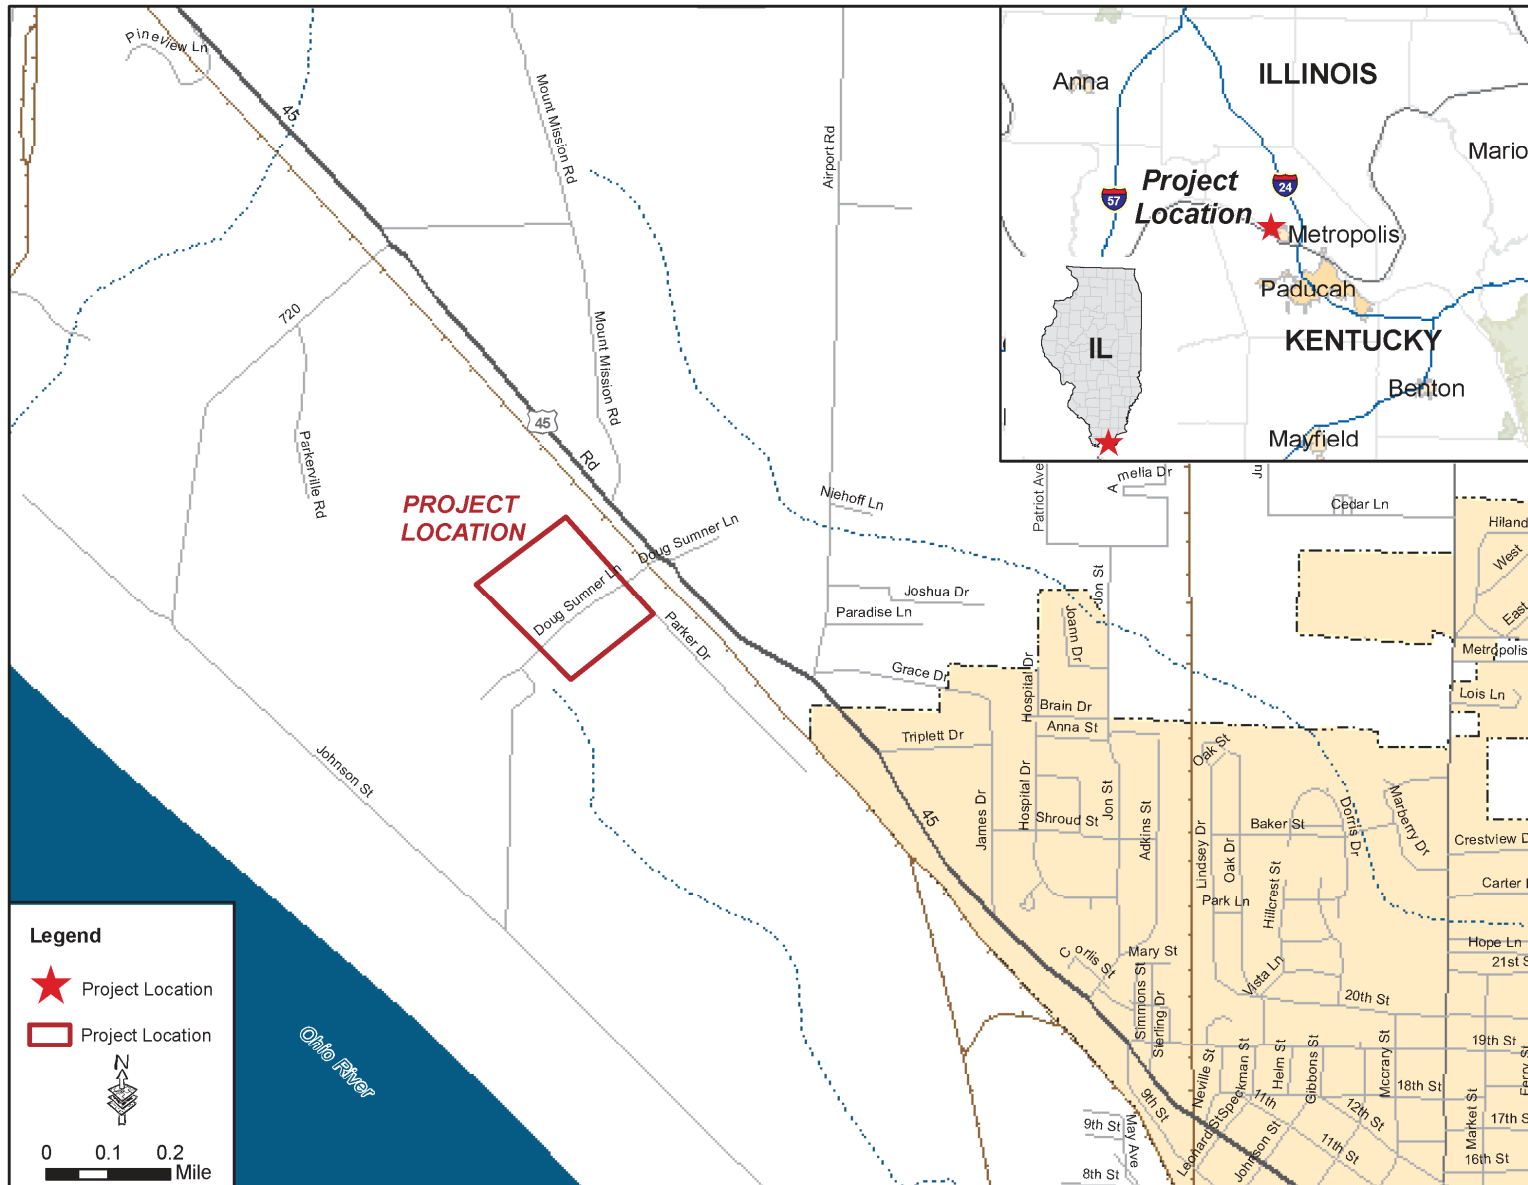 Pineview Ln
45
Mount Mission Rd
Airport Rd
720
Mount Mission Rd
Parkerville Rd
45
Rd
PROJECT
LOCATION
Doug Sumner Ln
Doug Sumner Ln
Parker Dr
Niehoff Ln
Joshua Dr
Paradise Ln
Grace Dr
Johnson St
ILLINOIS
Anna
Mario
57
24
Project
Location
Metropolis
Paducah
KENTUCKY
IL
Benton
Mayfield
Patriot Ave
A melia Dr
Ju
Cedar Ln
Hiland
West
East
Metropolis
Lois Ln
Jon St
Joann Dr
Hospital Dr
Brain Dr
Anna St
Triplett Dr
Oak St
45
James Dr
Hospital Dr
Shroud St
Jon St
Adkins St
Lindsey Dr
Oak Dr
Baker St
Dorris Dr
Marberry Dr
Crestview D
Carter
Park Ln
Hillcrest St
Hope Ln
21st S
C orlis St
Mary St
Vista Ln
20th St
Simmons St
Sierling Dr
19th St
Neville St
Speckman St
Helm St
Gibbons St
Mccrary St
18th St
Market St
Ferry St
17th S
16th St
9th St
11th
12th St
11th St
Leonard St
Johnson St
9th St
May Ave
8th St
Legend
Project Location
Project Location
N
0 0.1 0.2
Mile
Ohio River